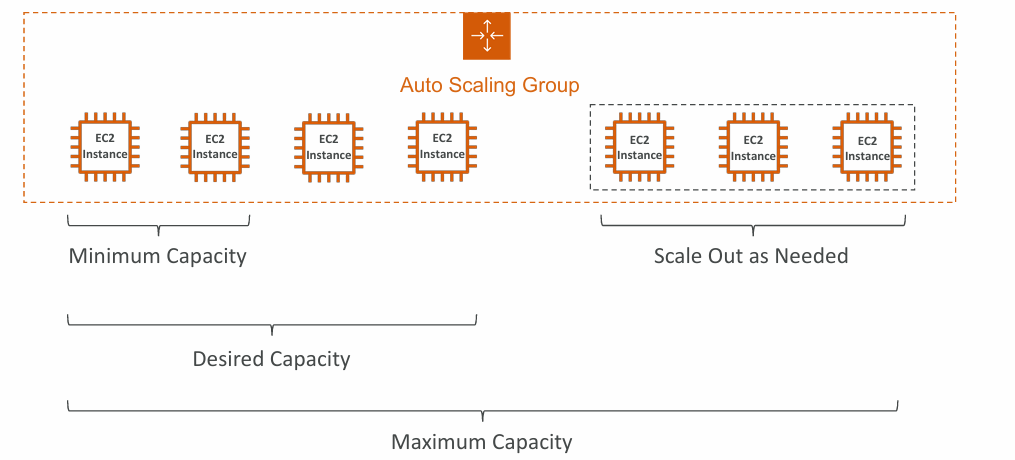 Auto Scaling Group
EC2
Instance
EC2
Instance
EC2
Instance
EC2
Instance
EC2
Instance
EC2
Instance
EC2
Instance
Minimum Capacity
Scale Out as Needed
Desired Capacity
Maximum Capacity